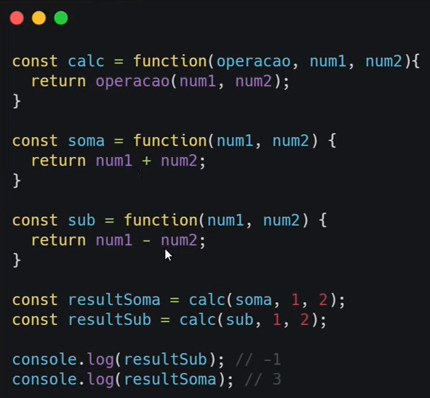 const calc = function(operacao, num1, num2){
  return operacao(num1, num2);
}

const soma = function(num1, num2) {
  return num1 + num2;
}

const sub = function(num1, num2) {
  return num1 - num2;
}

const resultSoma = calc(soma, 1, 2);
const resultSub = calc(sub, 1, 2);

console.log(resultSub); // -1
console.log(resultSoma); // 3